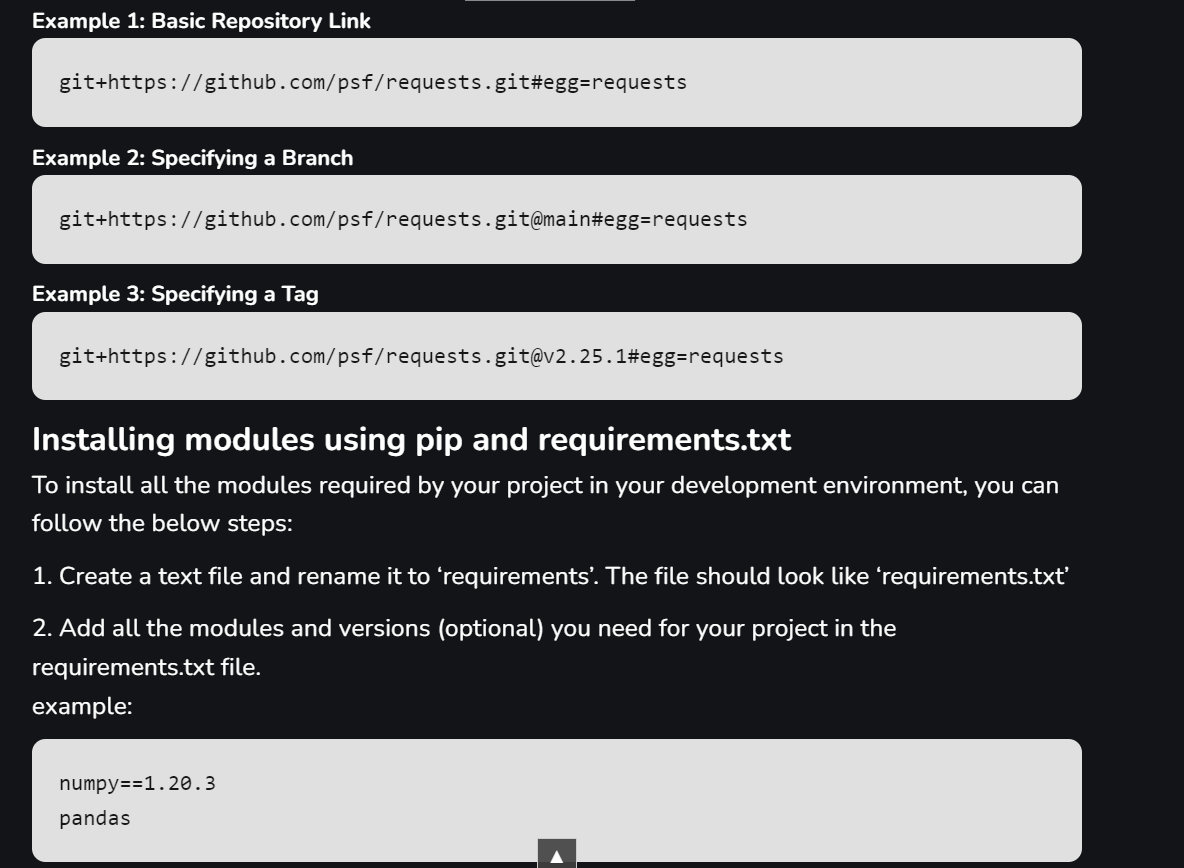 Example 1: Basic Repository Link
git+https://github.com/psf/requests.git#egg=requests
Example 2: Specifying a Branch
git+https://github.com/psf/requests.git@main#egg=requests
Example 3: Specifying a Tag
git+https://github.com/psf/requests.git@v2.25.1#egg=requests
Installing modules using pip and requirements.txt
To install all the modules required by your project in your development environment, you can
follow the below steps:
1. Create a text file and rename it to ‘requirements’. The file should look like ‘requirements.txt’
2. Add all the modules and versions (optional) you need for your project in the
requirements.txt file.
example:
numpy==1.20.3
pandas